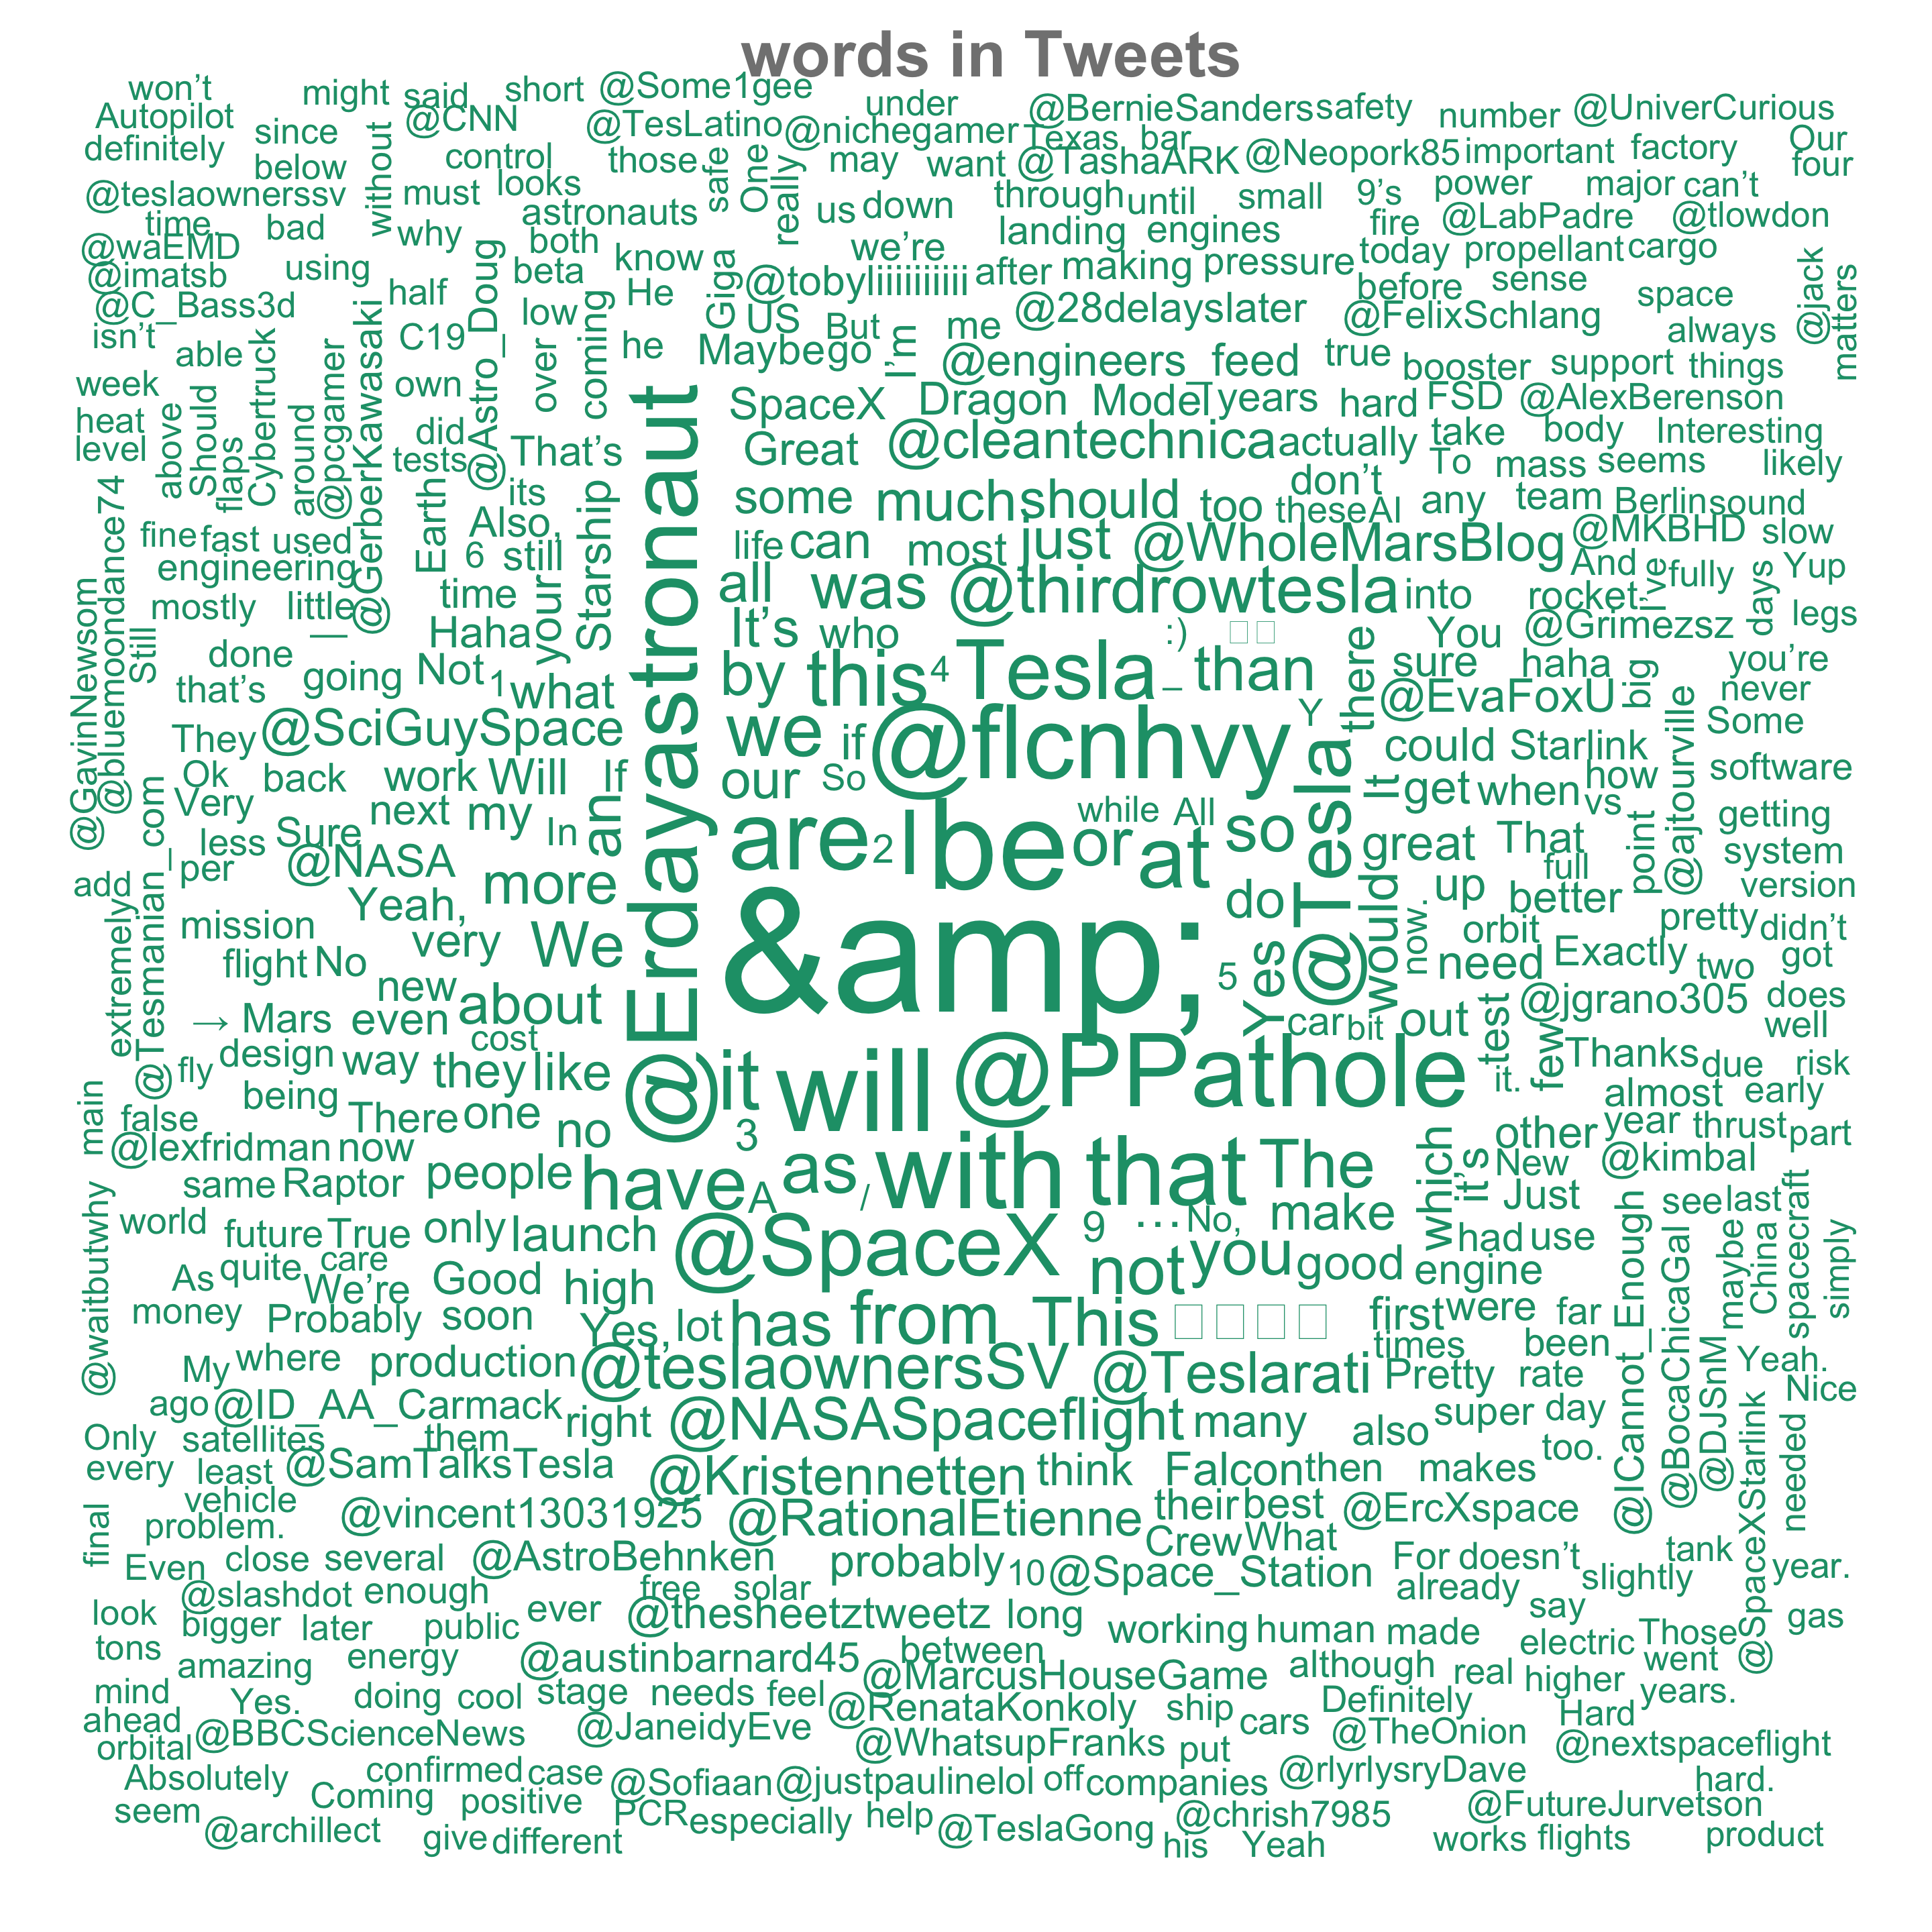 words in Tweets
won't might said short @Some1gee under @BernieSanders safety number @UniverCurious
Autopilot since @CNN @TesLatino @nichegamer Texas bar Our
definitely below without control those safe One really may want @TashaARK @Neopork85 important factory four
@teslaownerssv must looks astronauts us down through until small 9's power major can't
time. bad why both know we're landing engines fire @LabPadre @tlowdon
@waEMD using @Astro_Doug beta Giga @tobyliiiiiiiiii after making pressure today propellant cargo
@imatsb half low coming He US But me @28delayslater before sense space @jack matters
@C_Bass3d @GerberKawasaki C19 over he Maybe go I'm @engineers_feed @FelixSchlang always
isn't able Cybertruck @pcgamer true booster support things
week own @Erdayastronaut SpaceX Dragon Model years hard FSD @AlexBerenson
heat above Should around did That's Great @cleantechnica actually take body Interesting
level flaps tests its some much should too don't To mass seems likely
@bluemoondance74 Earth Also, Starship these AI any team Berlin sound
fine fast used 6 still life can most just @WholeMarsBlog @MKBHD slow
engineering time your all was @thirdrowtesla into And I've fully days Yup
@GavinNewsom mostly little Haha It's who :) there You rocket. @Grimezsz legs
Still — done going Not 1 what by this 4 Tesla – than sure haha big you're
that's @SciGuySpace we if @flcnhvy Y @EvaFoxU @ajtourville never
They back work Will If our So @Tesla could Starlink how Some
@Tesmanian_com Ok next my an while All It get when vs software
Very less Sure In are 2 I be or at so great That point getting
per @NASA more full system
add Yeah, We &amp; do would up better version
extremely mission very Yes now. orbit pretty didn't
flight No new about 5 need Exactly two got
→ Mars even cost car bit out test @jgrano305 does
design way they like it will @PPathole it. few Thanks due well risk
main fly being There one no 3 almost early
false @lexfridman now people have as with that The which other year thrust part
same Raptor A / it's New @kimbal
@waitbutwhy world future True only launch @SpaceX 9 … No, make Just see last spacecraft
quite care not you good had use @ICannot_Enough @BocaChicaGal maybe China simply
As We're Good high engine
money Probably soon Yes, lot has from This first were far
My where production @teslaownersSV @Teslarati times been @DJSnM Yeah.
ago @ID_AA_Carmack right @NASASpaceflight many Pretty rate Nice
Only satellites them also super day @SpaceXStarlink needed
every least @SamTalksTesla @Kristennetten think Falcon then makes too.
final vehicle @vincent13031925 @RationalEtienne their best @ErcXspace
problem. Crew What
Even close several @AstroBehnken probably 10 @Space_Station For doesn't tank year.
@slashdot enough free solar already slightly
look bigger later public ever @thesheetztweetz long working human made say gas
tons amazing energy @austinbarnard45 between electric Those
mind Yes. doing cool stage needs feel @MarcusHouseGame although real higher went years.
ahead @BBCScienceNews @JaneidyEve @RenataKonkoly ship cars Definitely Hard
orbital @WhatsupFranks put @TheOnion @nextspaceflight
Absolutely confirmed case @Sofiaan @justpaulinelol off companies @rlyrlysryDave hard.
seem Coming positive PCR especially help @chrish7985 @FutureJurvetson
@archillect give different @TeslaGong his Yeah works flights product